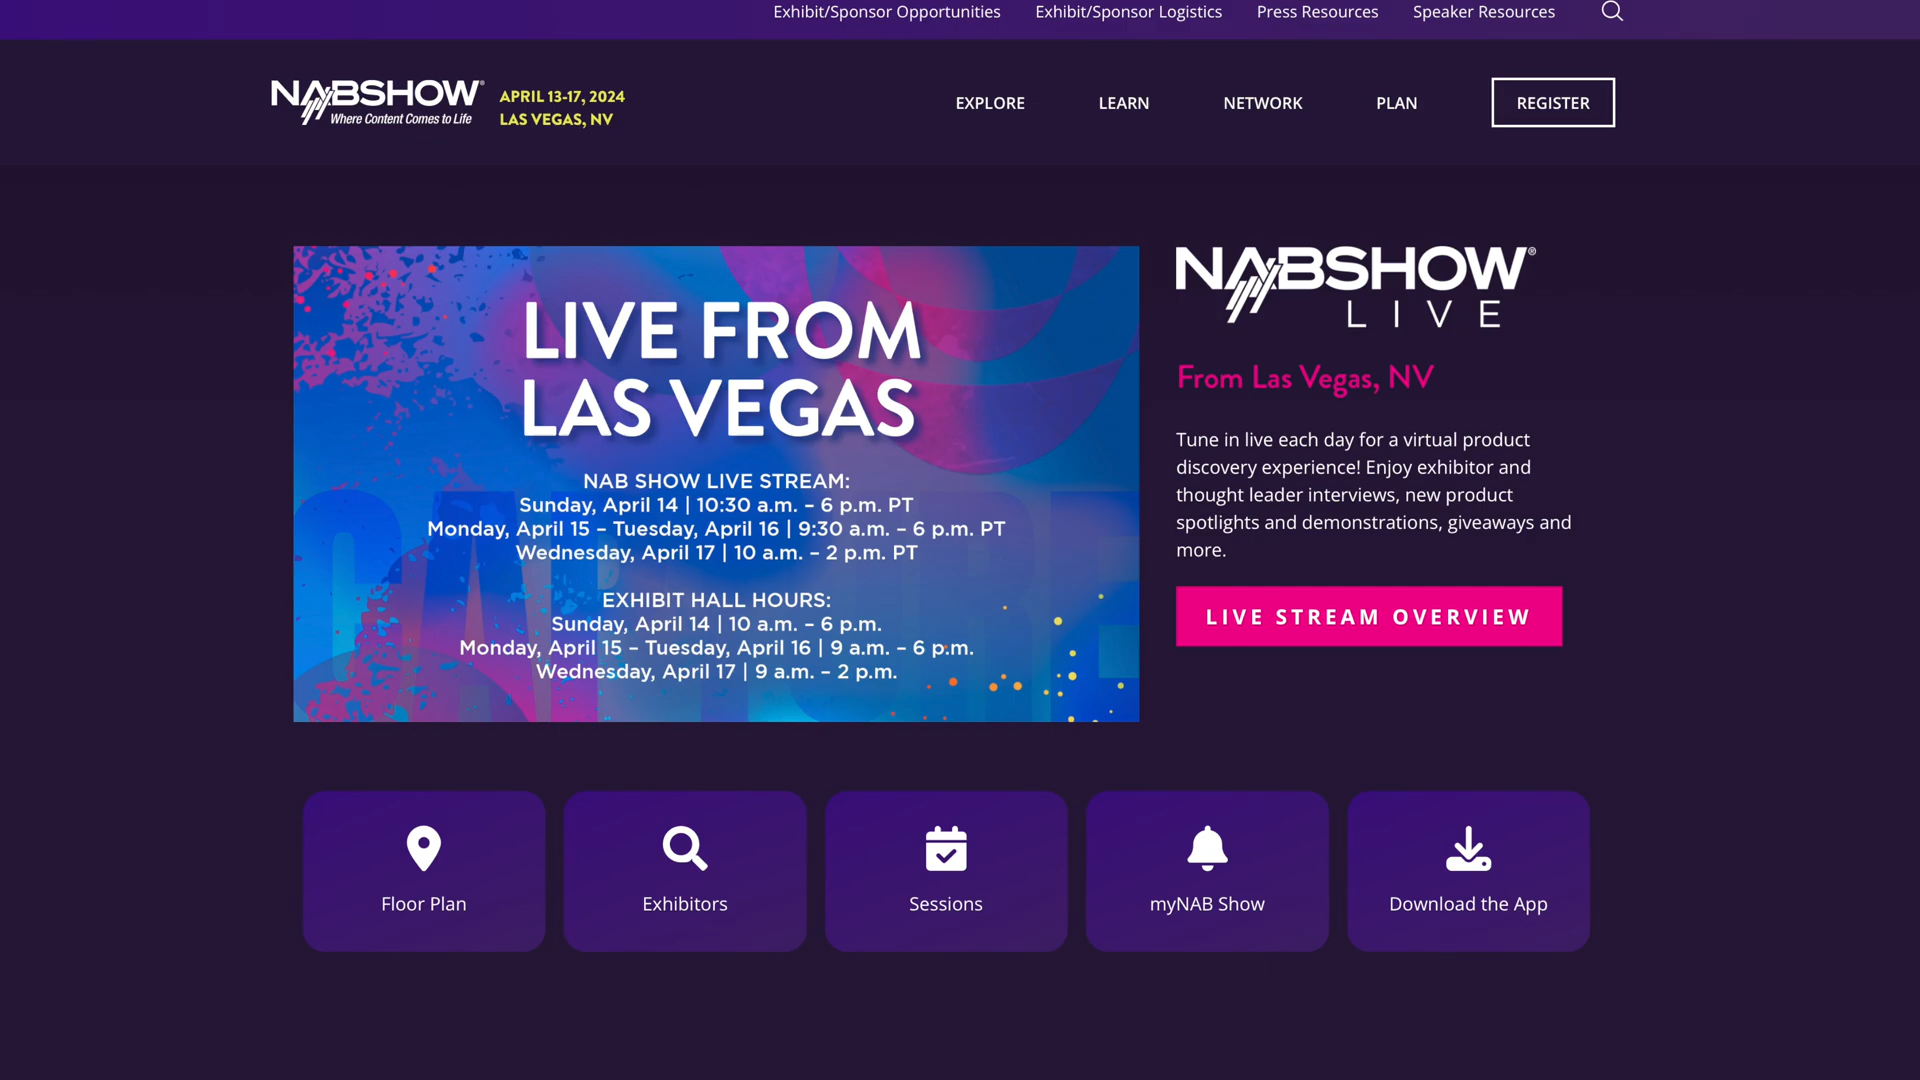 Exhibit/Sponsor Opportunities Exhibit/Sponsor Logistics Press Resources Speaker Resources
NABSHOW®
Where Content Comes to Life
APRIL 13-17, 2024
LAS VEGAS, NV
EXPLORE LEARN NETWORK PLAN REGISTER
LIVE FROM
LAS VEGAS
NAB SHOW LIVE STREAM:
Sunday, April 14 | 10:30 a.m. – 6 p.m. PT
Monday, April 15 – Tuesday, April 16 | 9:30 a.m. – 6 p.m. PT
Wednesday, April 17 | 10 a.m. – 2 p.m. PT
EXHIBIT HALL HOURS:
Sunday, April 14 | 10 a.m. – 6 p.m.
Monday, April 15 – Tuesday, April 16 | 9 a.m. – 6 p.m.
Wednesday, April 17 | 9 a.m. – 2 p.m.
NABSHOW®
LIVE
From Las Vegas, NV
Tune in live each day for a virtual product
discovery experience! Enjoy exhibitor and
thought leader interviews, new product
spotlights and demonstrations, giveaways and
more.
LIVE STREAM OVERVIEW
Floor Plan
Exhibitors
Sessions
myNAB Show
Download the App